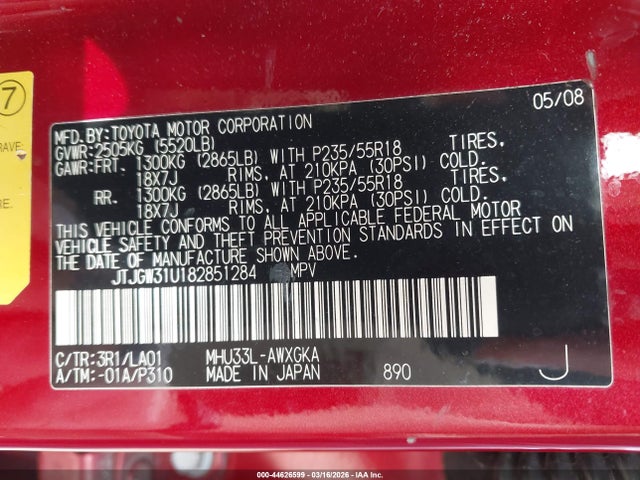 7
RAVE.
RE.
05/08
MFD.BY:TOYOTA MOTOR CORPORATION
GVWR:2505KG (5520LB)
GAWR:FRT. 1300KG (2865LB) WITH P235/55R18 TIRES.
18X7J RIMS, AT 210KPA (30PSI) COLD.
RR. 1300KG (2865LB) WITH P235/55R18 TIRES.
18X7J RIMS, AT 210KPA (30PSI) COLD.
THIS VEHICLE CONFORMS TO ALL APPLICABLE FEDERAL MOTOR
VEHICLE SAFETY AND THEFT PREVENTION STANDARDS IN EFFECT ON
THE DATE OF MANUFACTURE SHOWN ABOVE.
JTJGW31U182851284 MPV
C/TR:3R1/LA01 MHU33L-AWXGKA
A/TM:-01A/P310 MADE IN JAPAN 890 J
000-44626599 - 03/16/2026 - IAA Inc.